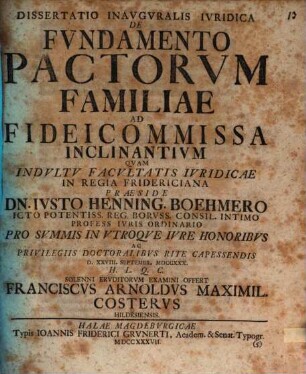 DISSERTATIO INAVGVRALIS IVRIDICA
DE
FVNDAMENTO
PACTORVM
FAMILIAE
AD
FIDEICOMMISSA
INCLINANTIVM
QVAM
INDVLTV FACVLTATIS IVRIDICAE
IN REGIA FRIDERICIANA
PRAESIDE
DN. IVSTO HENNING. BOEHMERO
ICTO POTENTISS. REG. BORVSS. CONSIL. INTIMO
PROFESS IVRIS ORDINARIO
PRO SVMMIS IN VTROQVE IVRE HONORIBVS
AC
PRIVILEGIIS DOCTORALIBVS RITE CAPESSENDIS
D. XXVIII. SEPTEMBR.
H. L. Q. C.
SOLENNI ERVDITORVM EXAMINI OFFERT
FRANCISCVS ARNOLDVS MAXIMIL.
COSTERVS
HILDESIENSIS.
HALAE MAGDEBVRGICAE
Typis IOANNIS FRIDERICI GRVNERTI, Academ. & Senat. Typogr.
MDCCXXXVII.